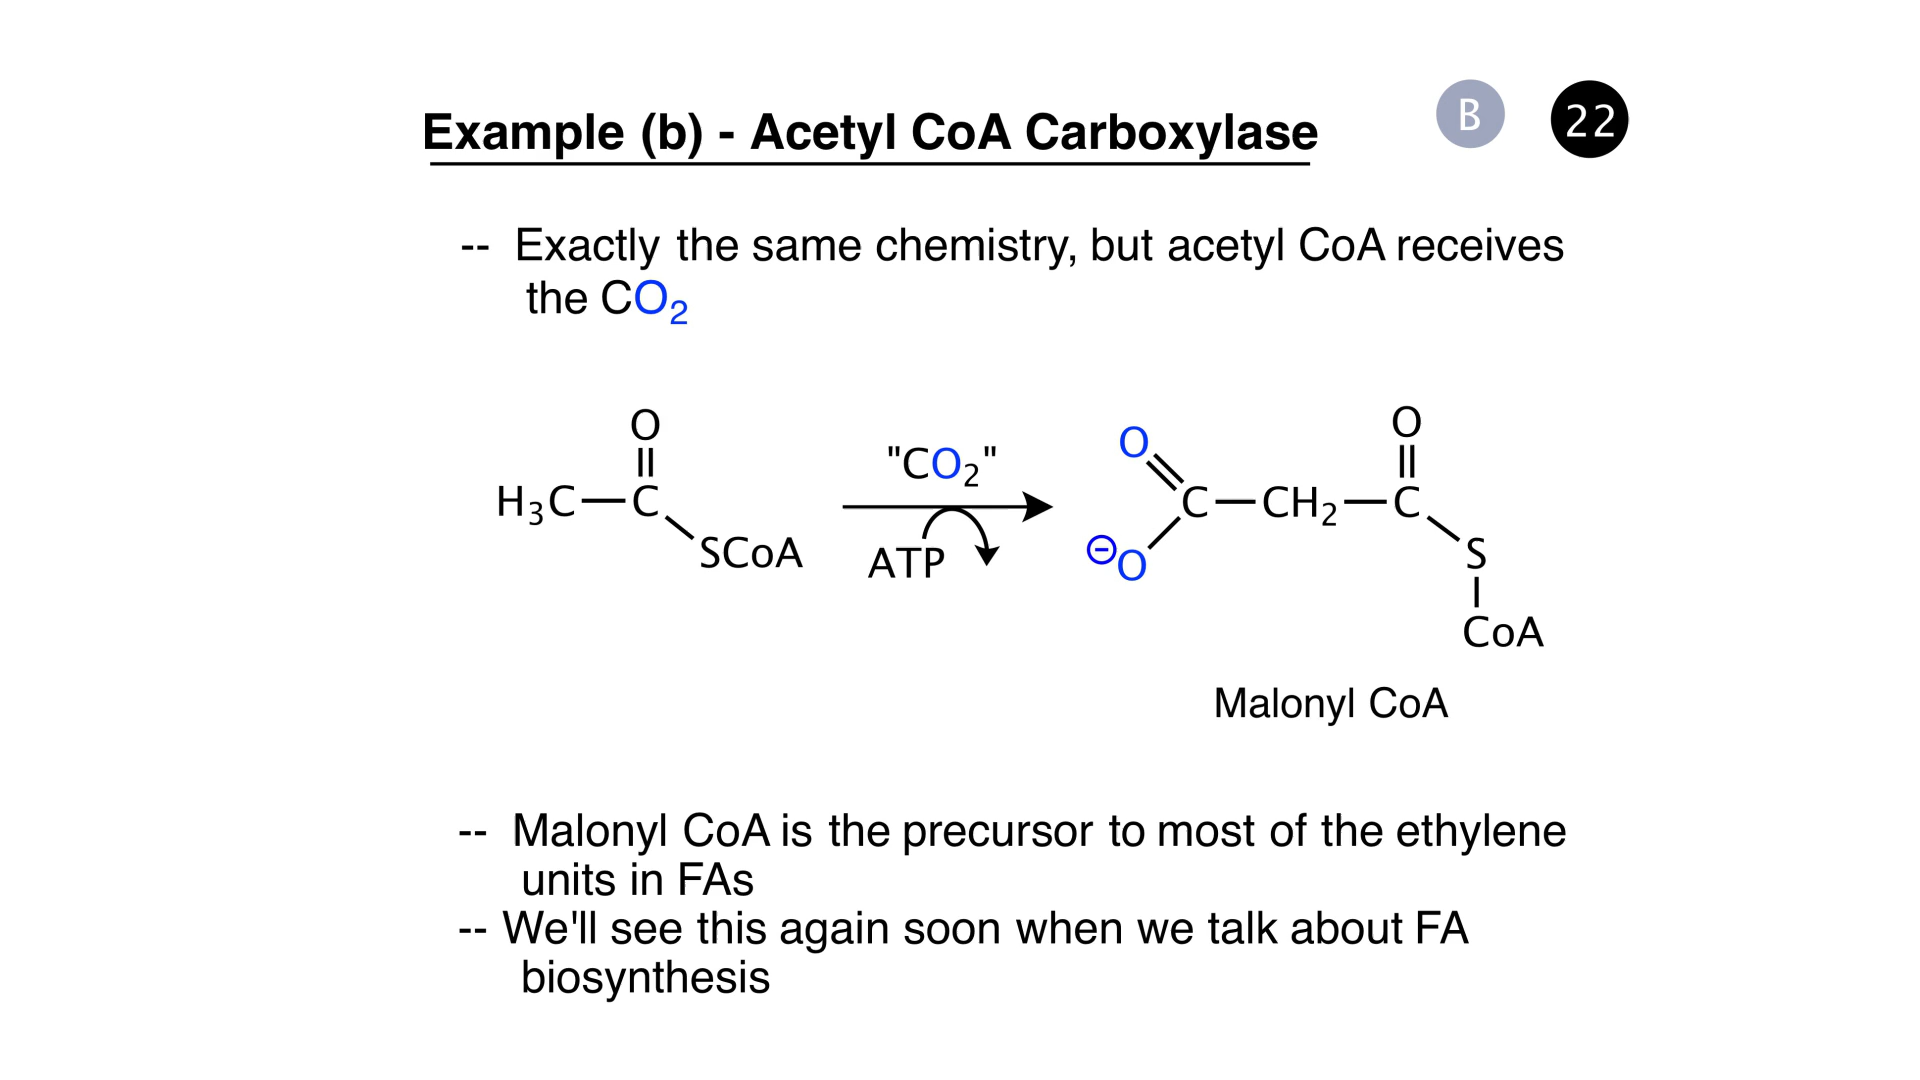 Example (b) - Acetyl CoA Carboxylase
B
22
-- Exactly the same chemistry, but acetyl CoA receives
the CO₂
O
H₃C—C
SCoA
"CO₂"
ATP
O
O
C—CH₂—C
⊖O
S
CoA
Malonyl CoA
-- Malonyl CoA is the precursor to most of the ethylene
units in FAs
-- We'll see this again soon when we talk about FA
biosynthesis